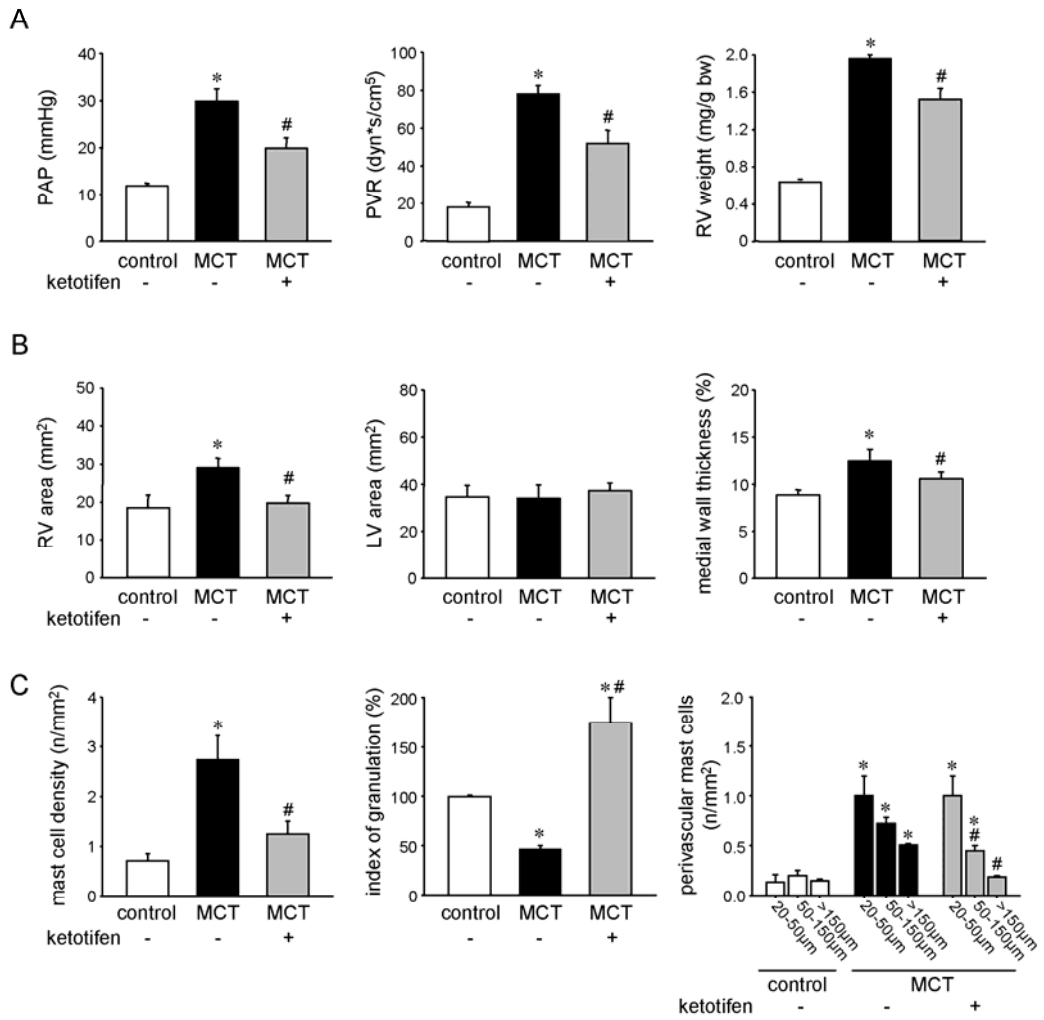 A
PAP (mmHg)
40
30
20
10
0
*
#
control MCT MCT
ketotifen - - +
PVR (dyn*s/cm5)
100
80
60
40
20
0
*
#
control MCT MCT
- - +
RV weight (mg/g bw)
2.0
1.6
1.2
0.8
0.4
0
*
#
control MCT MCT
- - +
B
RV area (mm2)
50
40
30
20
10
0
*
#
control MCT MCT
ketotifen - - +
LV area (mm2)
80
60
40
20
0
control MCT MCT
- - +
medial wall thickness (%)
20
15
10
5
0
*
#
control MCT MCT
- - +
C
mast cell density (n/mm2)
4
3
2
1
0
*
#
control MCT MCT
ketotifen - - +
index of granulation (%)
200
150
100
50
0
*
*#
control MCT MCT
- - +
perivascular mast cells
(n/mm2)
2.0
1.5
1.0
0.5
0.0
*
*
*
*
*
#
#
20-50µm 50-150µm >150µm 20-50µm 50-150µm >150µm 20-50µm 50-150µm >150µm
control MCT
ketotifen - - +